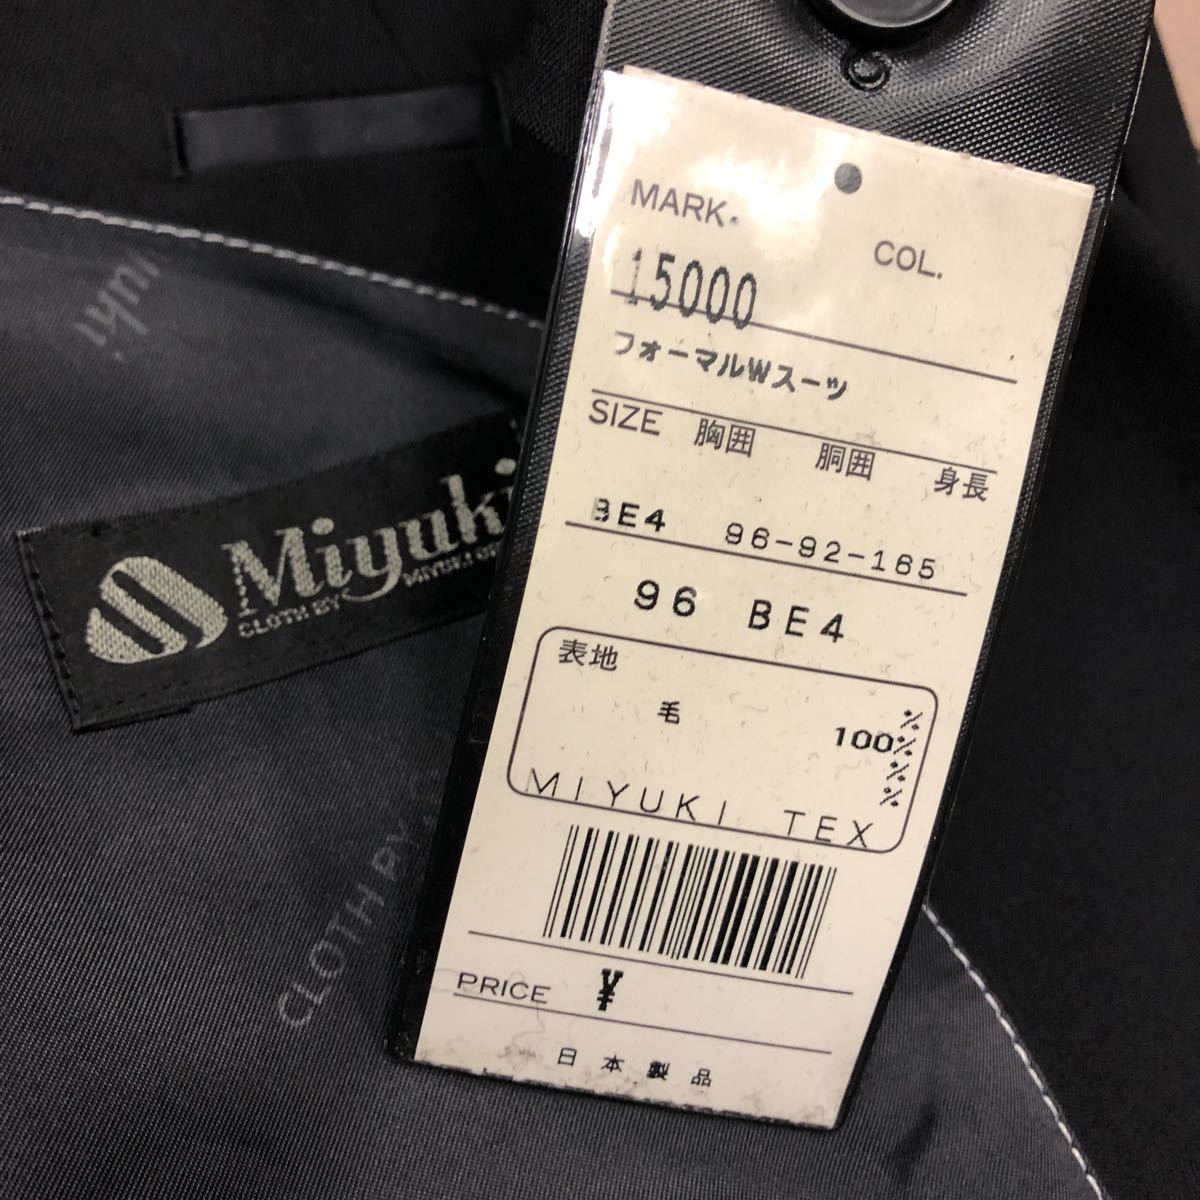 MARK.
COL.
15000
フォーマルWスーツ
SIZE 胸囲 胴囲 身長
BE4 96-92-165
96 BE4
表地
毛 100%
%
%
%
MIYUKI TEX
PRICE ¥
日本製品
Miyuki
CLOTH BY
CLOTH BY